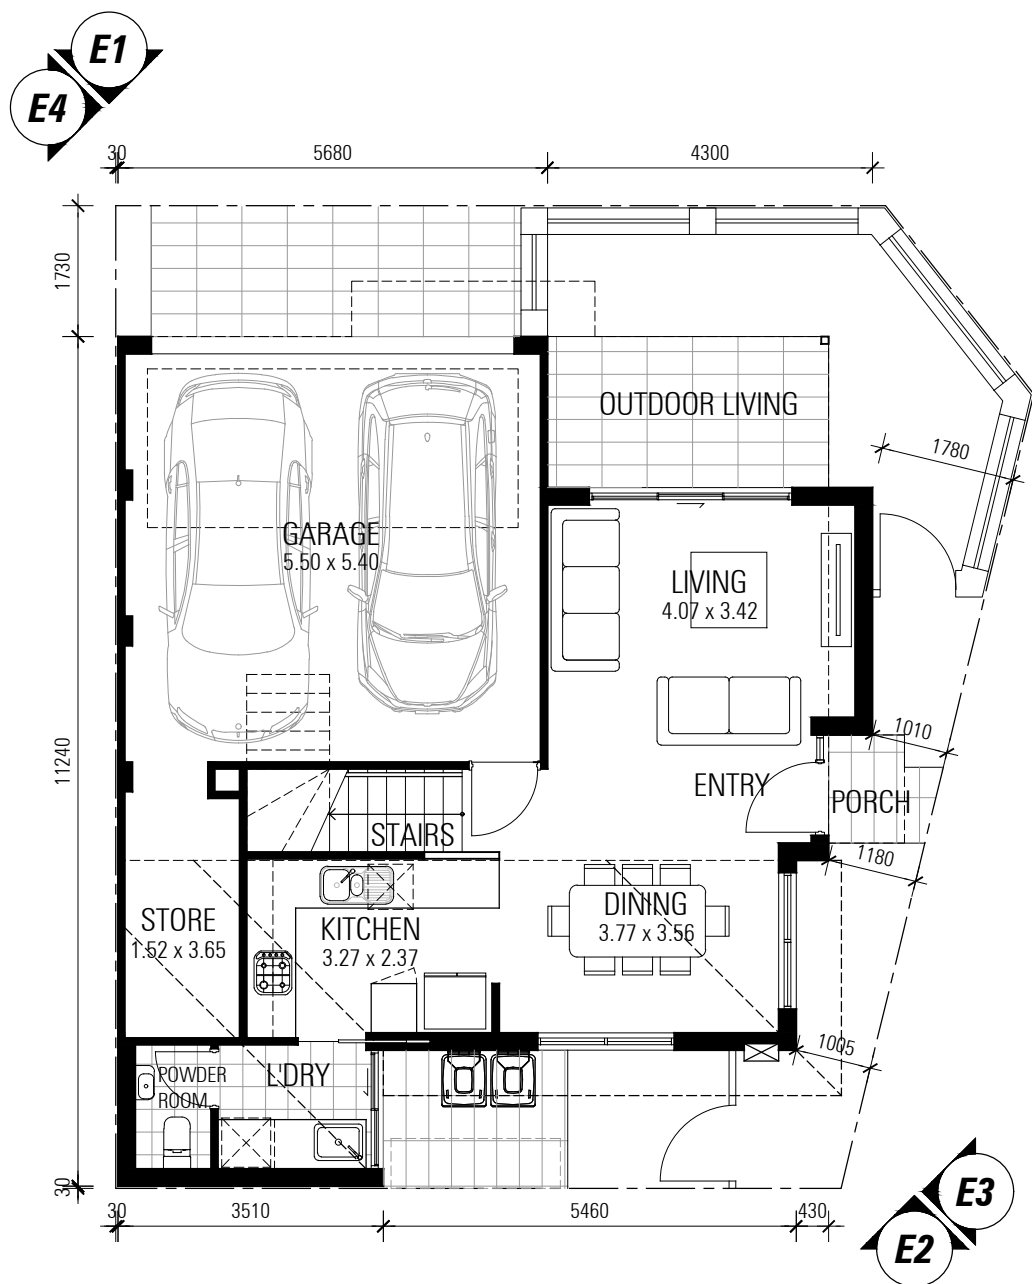 E1
E4
30
5680
4300
1730
OUTDOOR LIVING
1780
GARAGE
5.50 x 5.40
LIVING
4.07 x 3.42
11240
1010
ENTRY
PORCH
STAIRS
1180
STORE
1.52 x 3.65
KITCHEN
3.27 x 2.37
DINING
3.77 x 3.56
1005
POWDER
ROOM
L'DRY
30
30
3510
5460
430
E3
E2